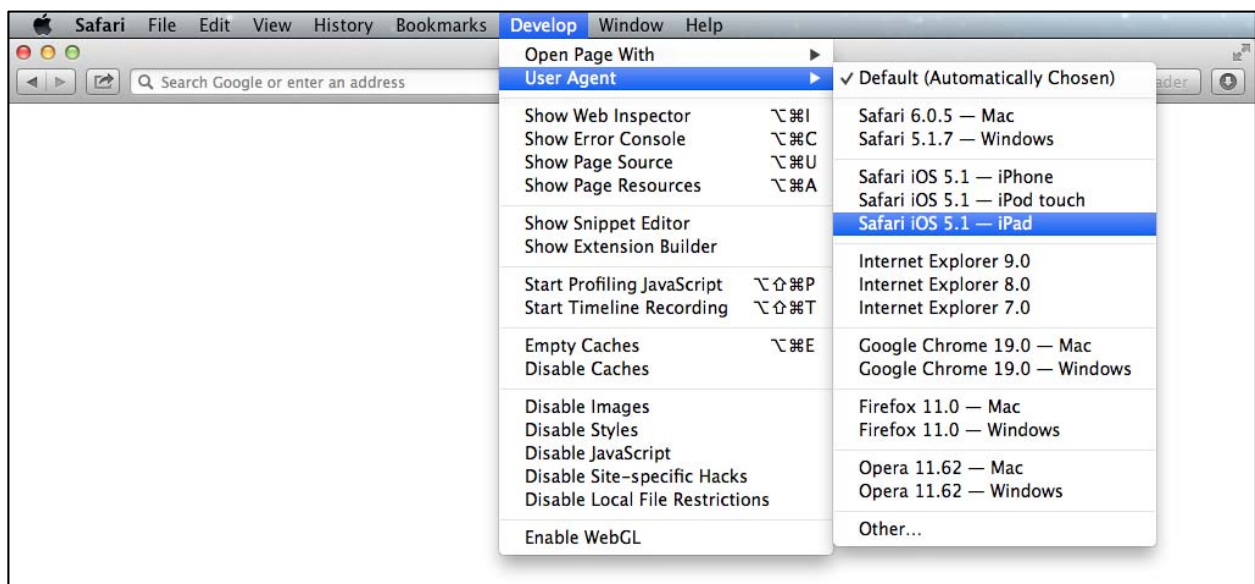 Safari File Edit View History Bookmarks Develop Window Help
Search Google or enter an address
Open Page With
User Agent
Show Web Inspector ⌥⌘I
Show Error Console ⌥⌘C
Show Page Source ⌥⌘U
Show Page Resources ⌥⌘A
Show Snippet Editor
Show Extension Builder
Start Profiling JavaScript ⌥⇧⌘P
Start Timeline Recording ⌥⇧⌘T
Empty Caches ⌥⌘E
Disable Caches
Disable Images
Disable Styles
Disable JavaScript
Disable Site-specific Hacks
Disable Local File Restrictions
Enable WebGL
✓ Default (Automatically Chosen)
Safari 6.0.5 — Mac
Safari 5.1.7 — Windows
Safari iOS 5.1 — iPhone
Safari iOS 5.1 — iPod touch
Safari iOS 5.1 — iPad
Internet Explorer 9.0
Internet Explorer 8.0
Internet Explorer 7.0
Google Chrome 19.0 — Mac
Google Chrome 19.0 — Windows
Firefox 11.0 — Mac
Firefox 11.0 — Windows
Opera 11.62 — Mac
Opera 11.62 — Windows
Other...